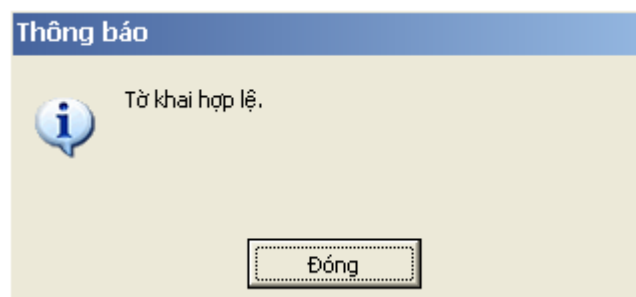 Thông báo
Tờ khai hợp lệ.
Đóng